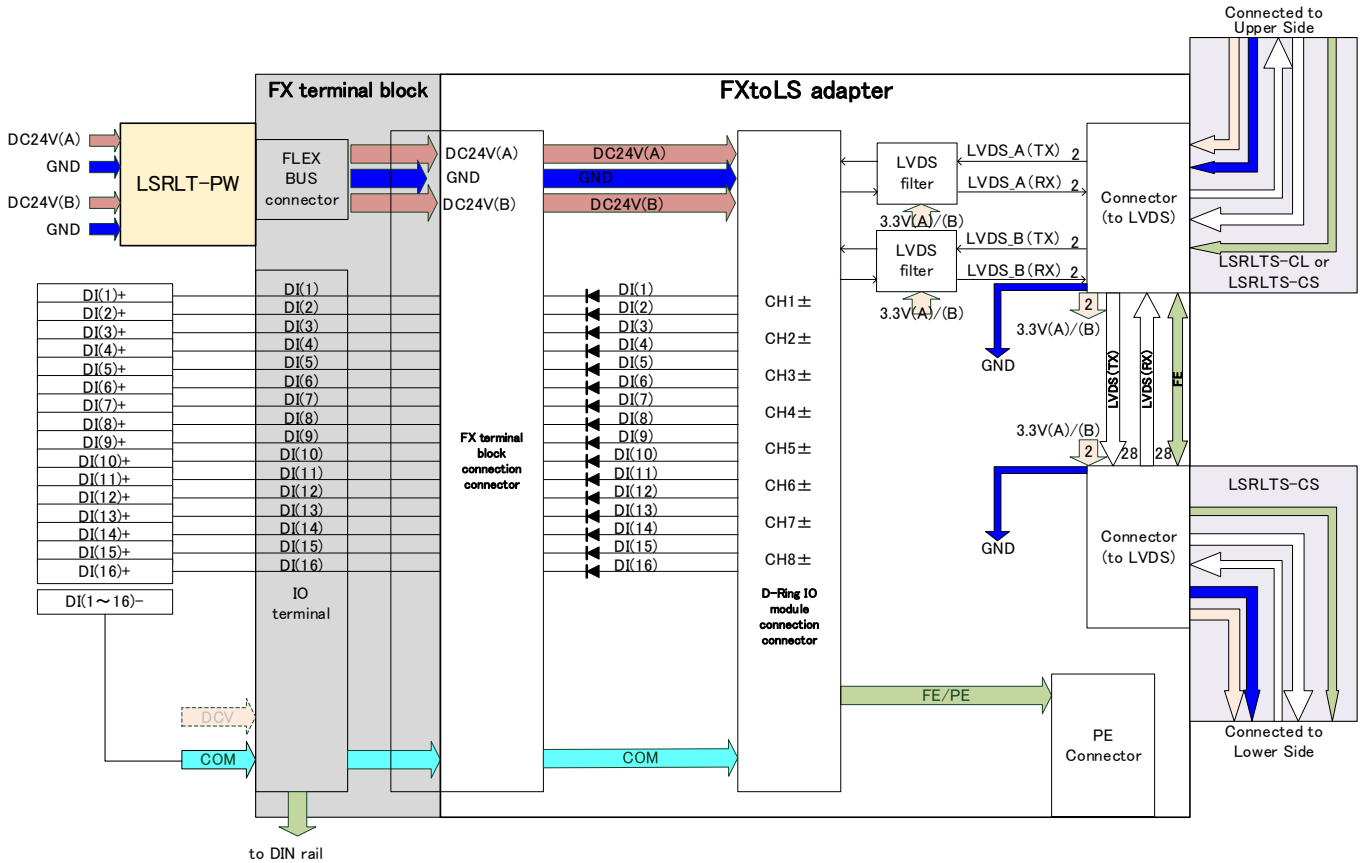 Connected to
Upper Side
FX terminal block
FXtoLS adapter
DC24V(A)
GND
DC24V(B)
GND
LSRLT-PW
FLEX
BUS
connector
DC24V(A)
GND
DC24V(B)
DC24V(A)
GND
DC24V(B)
LVDS
filter
LVDS_A(TX) 2
LVDS_A(RX) 2
3.3V(A)/(B)
LVDS
filter
LVDS_B(TX) 2
LVDS_B(RX) 2
3.3V(A)/(B)
Connector
(to LVDS)
LSRLTS-CL or
LSRLTS-CS
2
3.3V(A)/(B)
GND
LVDS(TX)
LVDS(RX)
FE
3.3V(A)/(B)
2
28
28
GND
Connector
(to LVDS)
LSRLTS-CS
Connected to
Lower Side
DI(1)+
DI(2)+
DI(3)+
DI(4)+
DI(5)+
DI(6)+
DI(7)+
DI(8)+
DI(9)+
DI(10)+
DI(11)+
DI(12)+
DI(13)+
DI(14)+
DI(15)+
DI(16)+
DI(1~16)-
DI(1)
DI(2)
DI(3)
DI(4)
DI(5)
DI(6)
DI(7)
DI(8)
DI(9)
DI(10)
DI(11)
DI(12)
DI(13)
DI(14)
DI(15)
DI(16)
IO
terminal
FX terminal
block
connection
connector
DI(1)
DI(2)
DI(3)
DI(4)
DI(5)
DI(6)
DI(7)
DI(8)
DI(9)
DI(10)
DI(11)
DI(12)
DI(13)
DI(14)
DI(15)
DI(16)
CH1±
CH2±
CH3±
CH4±
CH5±
CH6±
CH7±
CH8±
D-Ring IO
module
connection
connector
DCV
COM
COM
FE/PE
PE
Connector
to DIN rail